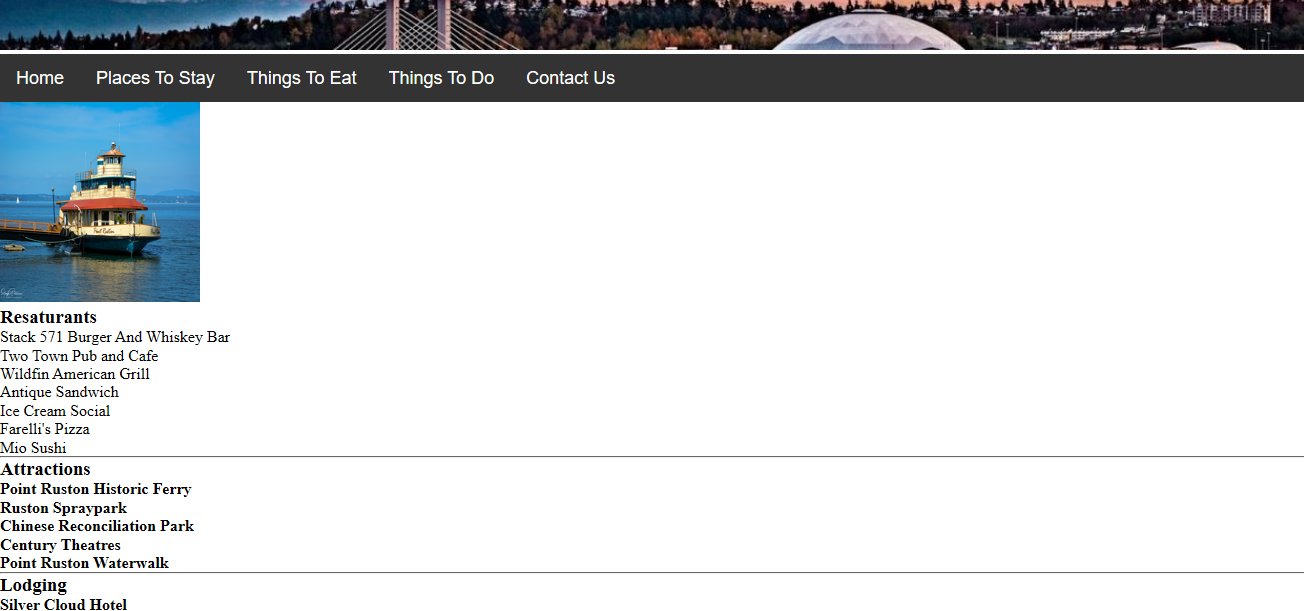 Home Places To Stay Things To Eat Things To Do Contact Us
Point Ruston
Resaturants
Stack 571 Burger And Whiskey Bar
Two Town Pub and Cafe
Wildfin American Grill
Antique Sandwich
Ice Cream Social
Farelli's Pizza
Mio Sushi
Attractions
Point Ruston Historic Ferry
Ruston Spraypark
Chinese Reconciliation Park
Century Theatres
Point Ruston Waterwalk
Lodging
Silver Cloud Hotel